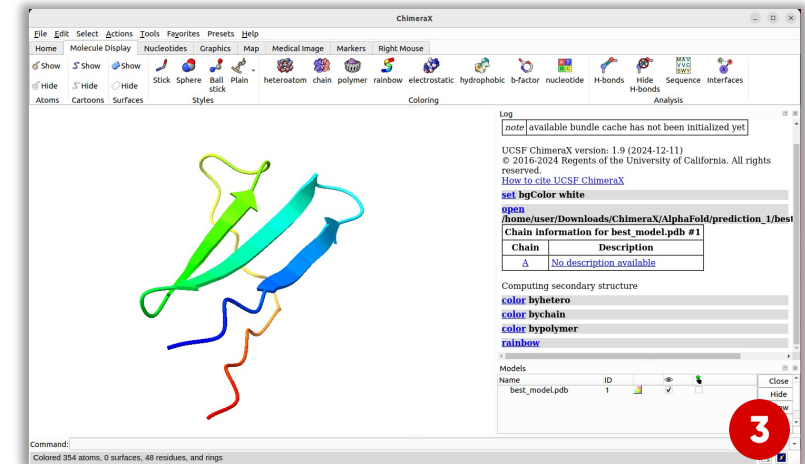 ChimeraX
File Edit Select Actions Tools Favorites Presets Help
Home Molecule Display Nucleotides Graphics Map Medical Image Markers Right Mouse
Show Show Show
Hide Hide Hide
Stick Sphere Ball stick Plain
heteroatom chain polymer rainbow electrostatic hydrophobic b-factor nucleotide
H-bonds Hide H-bonds Sequence Interfaces
Atoms Cartoons Surfaces Styles Coloring Analysis
Log
note available bundle cache has not been initialized yet
UCSF ChimeraX version: 1.9 (2024-12-11)
© 2016-2024 Regents of the University of California. All rights
reserved.
How to cite UCSF ChimeraX
set bgColor white
open
/home/user/Downloads/ChimeraX/AlphaFold/prediction_1/best
Chain information for best_model.pdb #1
Chain Description
A No description available
Computing secondary structure
color byhetero
color bychain
color bypolymer
rainbow
Models
Name ID
best_model.pdb 1
Close
Hide
3
Command:
Colored 354 atoms, 0 surfaces, 48 residues, and rings